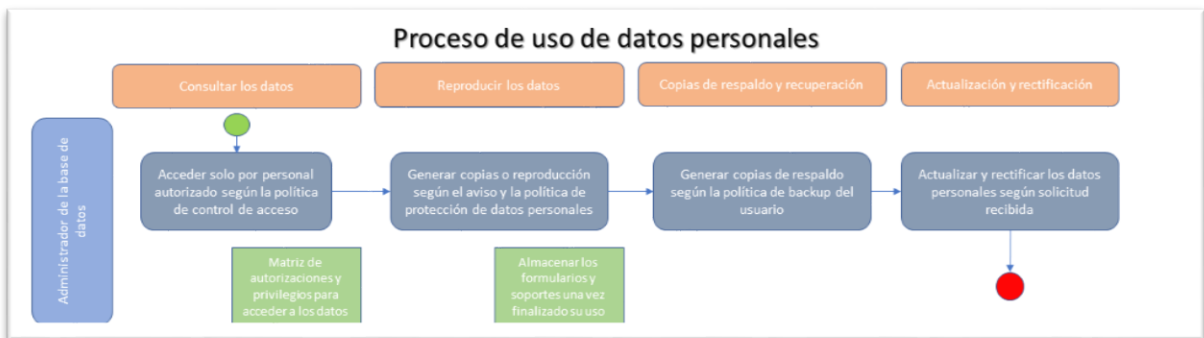 Proceso de uso de datos personales
Consultar los datos
Reproducir los datos
Copias de respaldo y recuperación
Actualización y rectificación
Administrador de la base de
datos
Acceder solo por personal
autorizado según la política
de control de acceso
Generar copias o reproducción
según el aviso y la política de
protección de datos personales
Generar copias de respaldo
según la política de backup del
usuario
Actualizar y rectificar los datos
personales según solicitud
recibida
Matriz de
autorizaciones y
privilegios para
acceder a los datos
Almacenar los
formularios y
soportes una vez
finalizado su uso